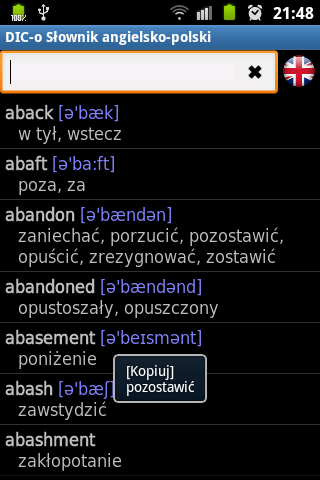 100%
21:48
DIC-o Słownik angielsko-polski
aback [ə'bæk]
w tył, wstecz
abaft [ə'ba:ft]
poza, za
abandon [ə'bændən]
zaniechać, porzucić, pozostawić,
opuścić, zrezygnować, zostawić
abandoned [ə'bændənd]
opustoszały, opuszczony
abasement [ə'beɪsmənt]
poniżenie
[Kopiuj]
pozostawić
abash [ə'bæʃ]
zawstydzić
abashment
zakłopotanie